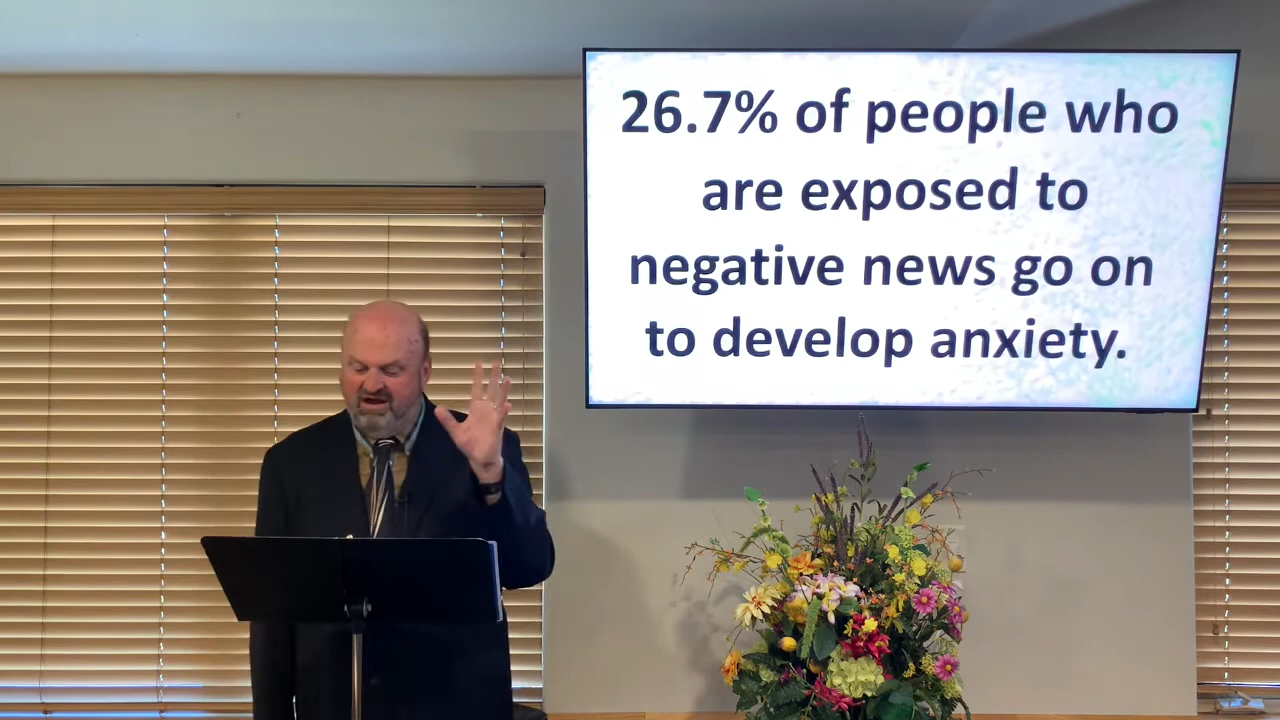 26.7% of people who
are exposed to
negative news go on
to develop anxiety.